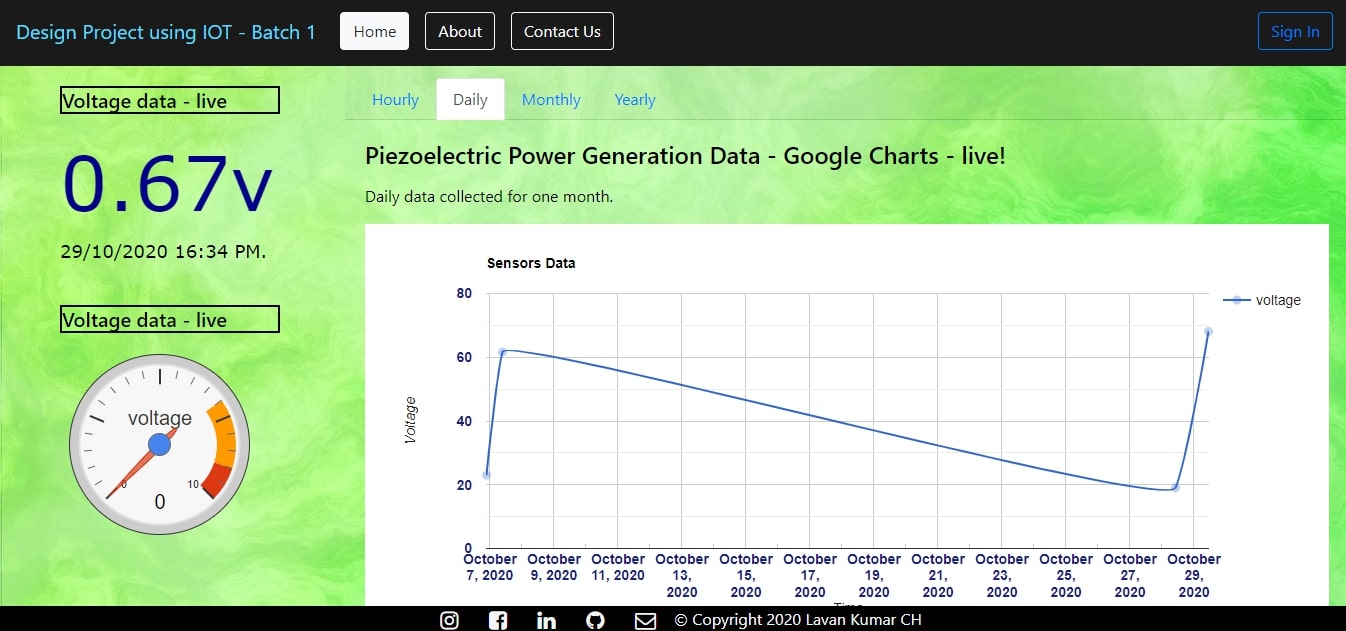 Design Project using IOT - Batch 1
Home
About
Contact Us
Sign In
Voltage data - live
0.67v
29/10/2020 16:34 PM.
Voltage data - live
voltage
0
10
0
Hourly
Daily
Monthly
Yearly
Piezoelectric Power Generation Data - Google Charts - live!
Daily data collected for one month.
Sensors Data
voltage
Voltage
80
60
40
20
0
October
7, 2020
October
9, 2020
October
11, 2020
October
13,
2020
October
15,
2020
October
17,
2020
October
19,
2020
October
21,
2020
October
23,
2020
October
25,
2020
October
27,
2020
October
29,
2020
Time
© Copyright 2020 Lavan Kumar CH